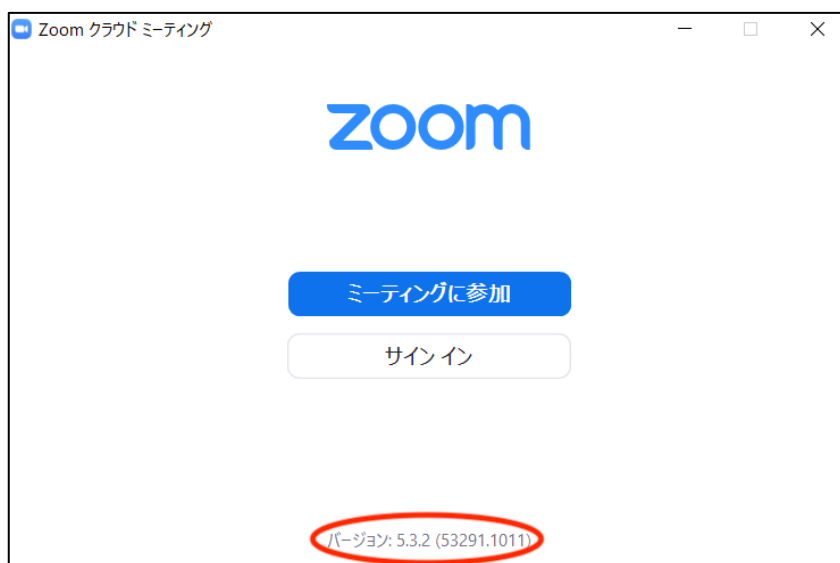 Zoom クラウド ミーティング
zoom
ミーティングに参加
サイン イン
バージョン: 5.3.2 (53291.1011)